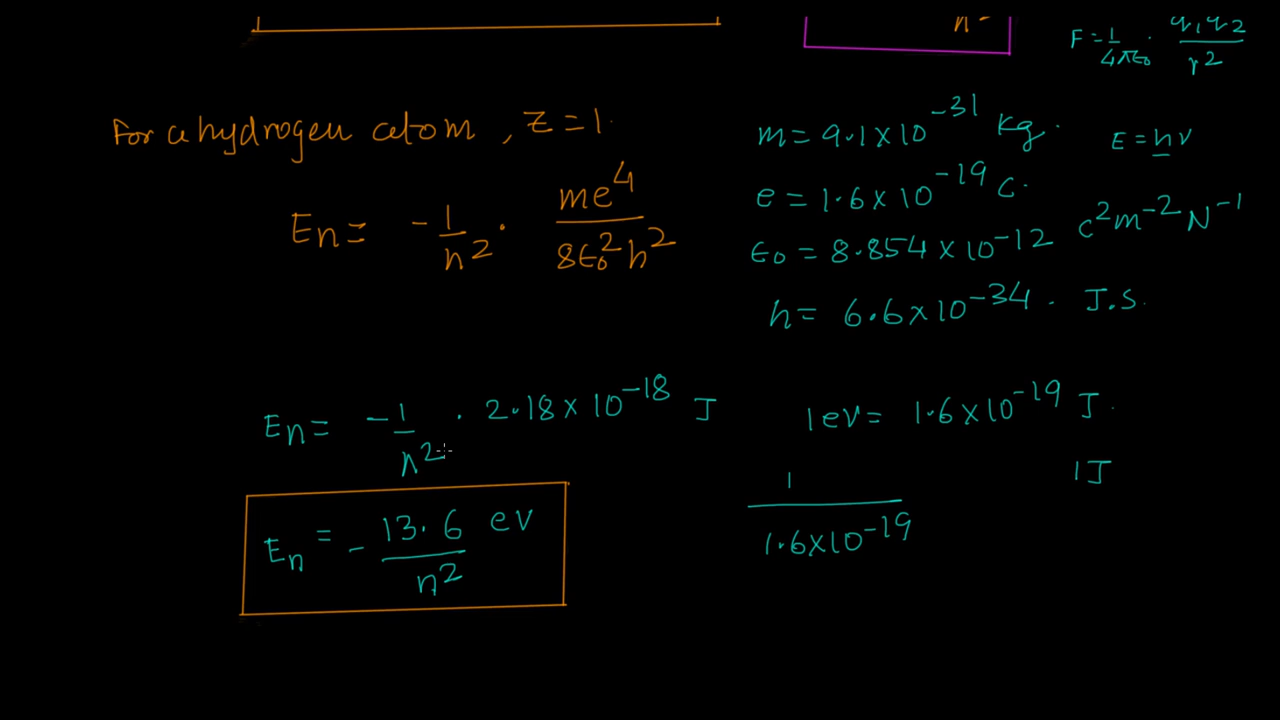 F = 1/4πε₀ · q₁q₂/r²
For a hydrogen atom, z = 1.
En = - 1/n² · me⁴/8ε₀²h²
m = 9.1 x 10⁻³¹ kg.
E = hν
e = 1.6 x 10⁻¹⁹ C.
ε₀ = 8.854 x 10⁻¹² C²m⁻²N⁻¹
h = 6.6 x 10⁻³⁴ . J.S.
En = - 1/n² . 2.18 x 10⁻¹⁸ J
1ev = 1.6 x 10⁻¹⁹ J.
1/1.6x10⁻¹⁹ 1J
En = - 13.6/n² ev